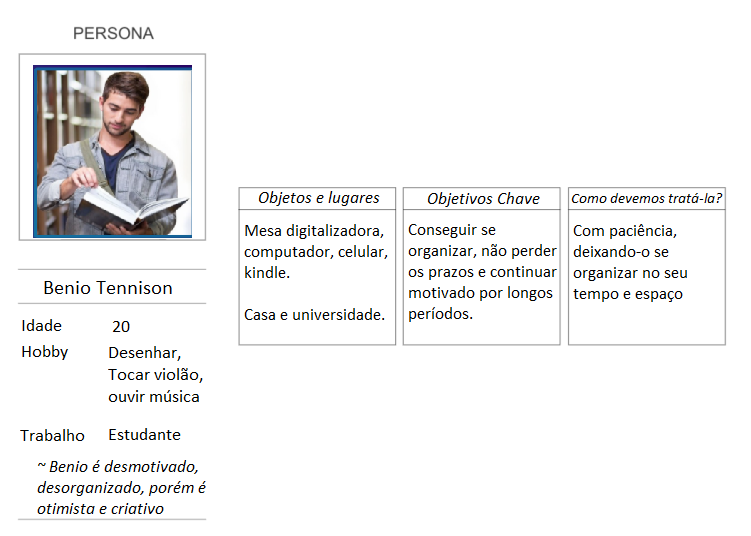 PERSONA
Benio Tennison
Idade 20
Hobby Desenhar,
Tocar violão,
ouvir música
Trabalho Estudante
~ Benio é desmotivado,
desorganizado, porém é
otimista e criativo
Objetos e lugares
Mesa digitalizadora,
computador, celular,
kindle.
Casa e universidade.
Objetivos Chave
Conseguir se
organizar, não perder
os prazos e continuar
motivado por longos
períodos.
Como devemos tratá-la?
Com paciência,
deixando-o se
organizar no seu
tempo e espaço